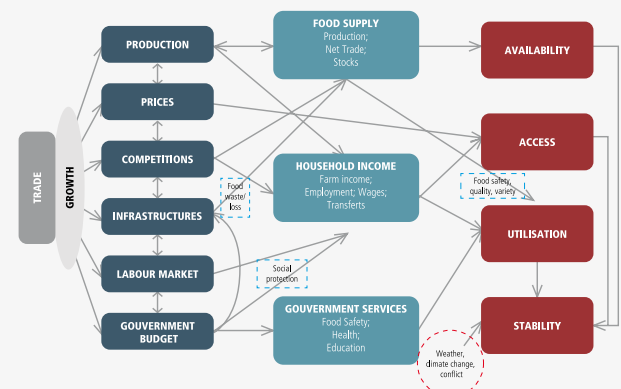 TRADE
GROWTH
PRODUCTION
PRICES
COMPETITIONS
INFRASTRUCTURES
LABOUR MARKET
GOUVERNMENT
BUDGET
Food
waste/
loss
Social
protection
FOOD SUPPLY
Production;
Net Trade;
Stocks
HOUSEHOLD INCOME
Farm income;
Employment; Wages;
Transferts
GOUVERNMENT SERVICES
Food Safety;
Health;
Education
Food safety,
quality, variety
Weather,
climate change,
conflict
AVAILABILITY
ACCESS
UTILISATION
STABILITY